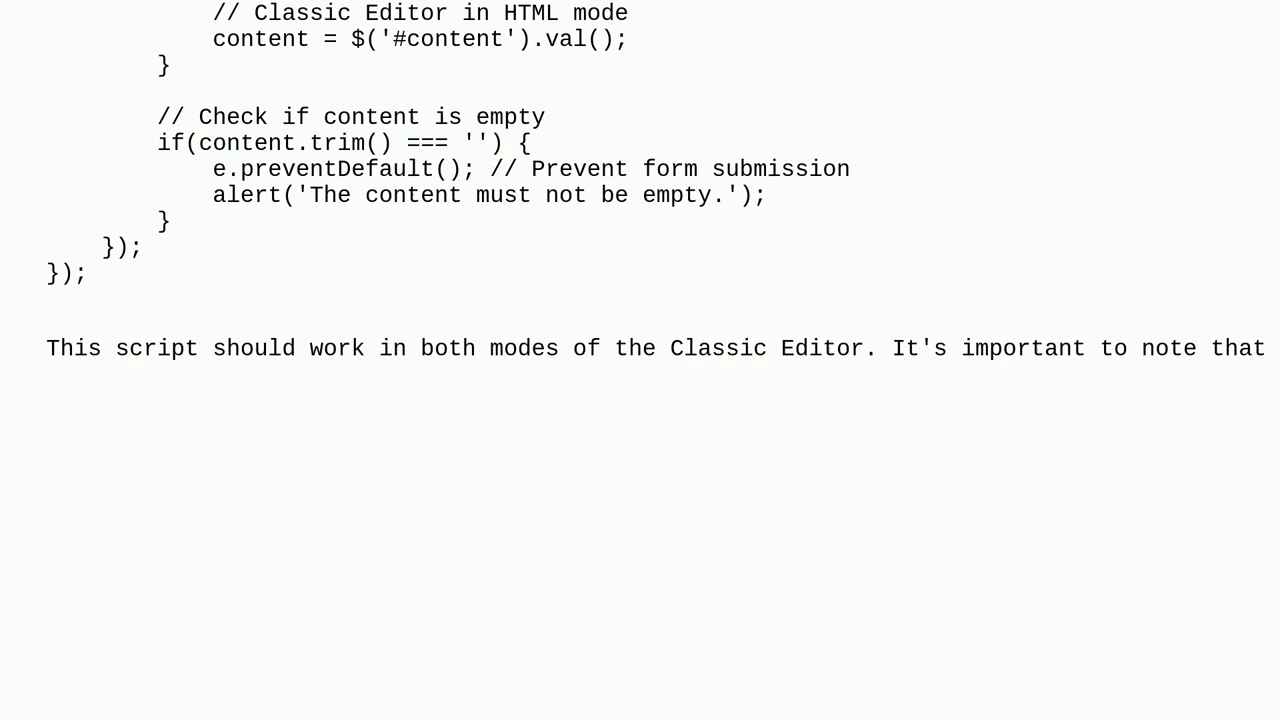 // Classic Editor in HTML mode
content = $('#content').val();
}
// Check if content is empty
if(content.trim() === '') {
e.preventDefault(); // Prevent form submission
alert('The content must not be empty.');
}
});
});
This script should work in both modes of the Classic Editor. It's important to note that